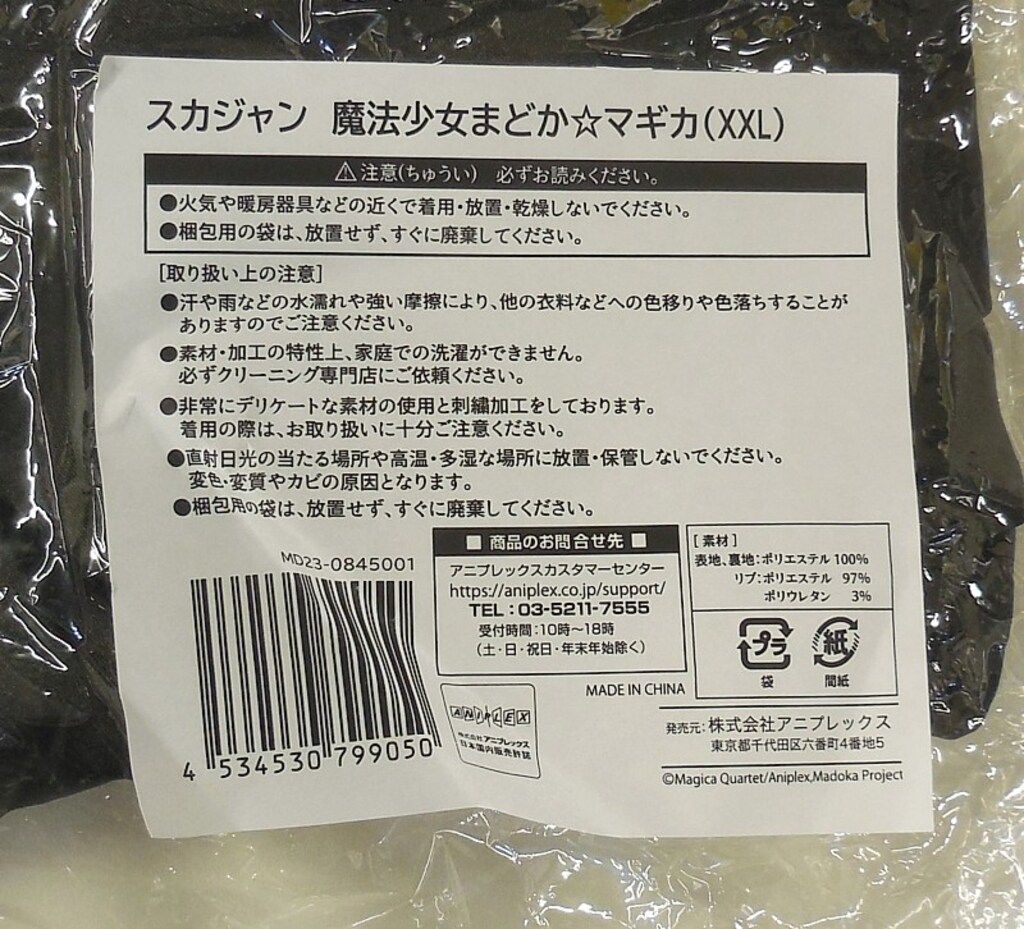 スカジャン 魔法少女まどか☆マギカ(XXL)
⚠注意(ちゅうい) 必ずお読みください。
●火気や暖房器具などの近くで着用・放置・乾燥しないでください。
●梱包用の袋は、放置せず、すぐに廃棄してください。
[取り扱い上の注意]
●汗や雨などの水濡れや強い摩擦により、他の衣料などへの色移りや色落ちすることが
ありますのでご注意ください。
●素材・加工の特性上、家庭での洗濯ができません。
必ずクリーニング専門店にご依頼ください。
●非常にデリケートな素材の使用と刺繍加工をしております。
着用の際は、お取り扱いに十分ご注意ください。
●直射日光の当たる場所や高温・多湿な場所に放置・保管しないでください。
変色・変質やカビの原因となります。
●梱包用の袋は、放置せず、すぐに廃棄してください。
MD23-0845001
4 534530 799050
■ 商品のお問合せ先 ■
アニプレックスカスタマーセンター
https://aniplex.co.jp/support/
TEL：03-5211-7555
受付時間：10時～18時
（土・日・祝日・年末年始除く）
[素材]
表地、裏地：ポリエステル 100%
リブ：ポリエステル 97%
ポリウレタン 3%
プラ 紙
袋 間紙
MADE IN CHINA
ANIPLEX
株式会社アニプレックス
日本国内販売許諾
発売元：株式会社アニプレックス
東京都千代田区六番町4番地5
©Magica Quartet/Aniplex,Madoka Project